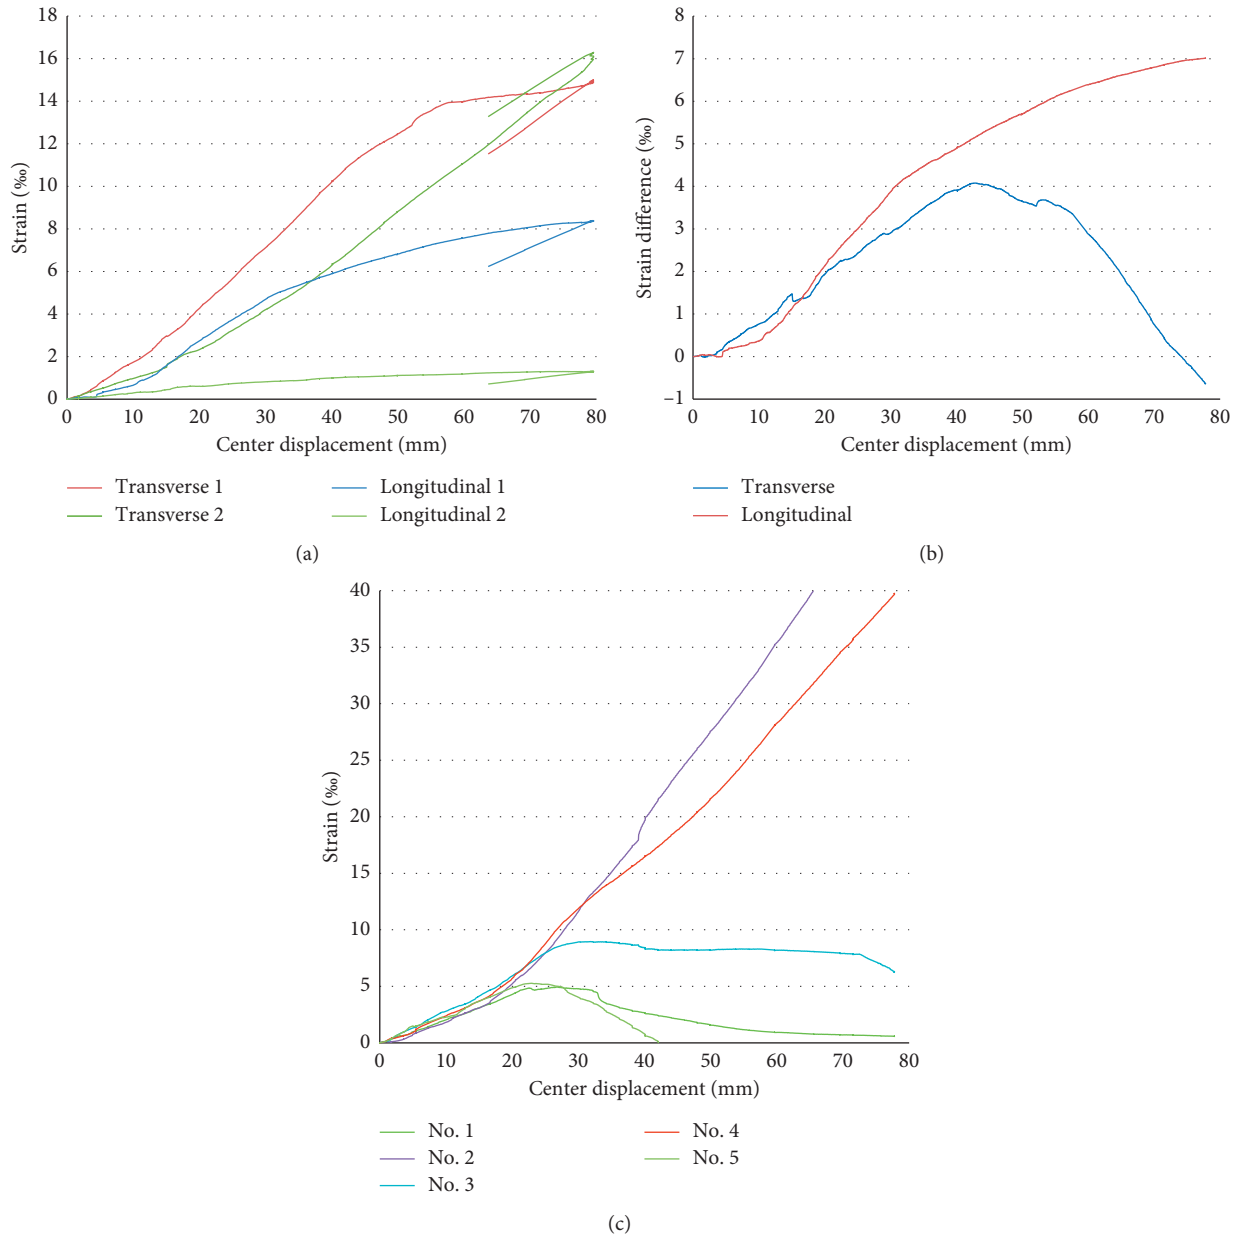 18
16
14
12
10
8
6
4
2
0
Strain (‰)
0 10 20 30 40 50 60 70 80
Center displacement (mm)
Transverse 1
Transverse 2
Longitudinal 1
Longitudinal 2
(a)
8
7
6
5
4
3
2
1
0
–1
Strain difference (‰)
0 10 20 30 40 50 60 70 80
Center displacement (mm)
Transverse
Longitudinal
(b)
40
35
30
25
20
15
10
5
0
Strain (‰)
0 10 20 30 40 50 60 70 80
Center displacement (mm)
No. 1
No. 2
No. 3
No. 4
No. 5
(c)